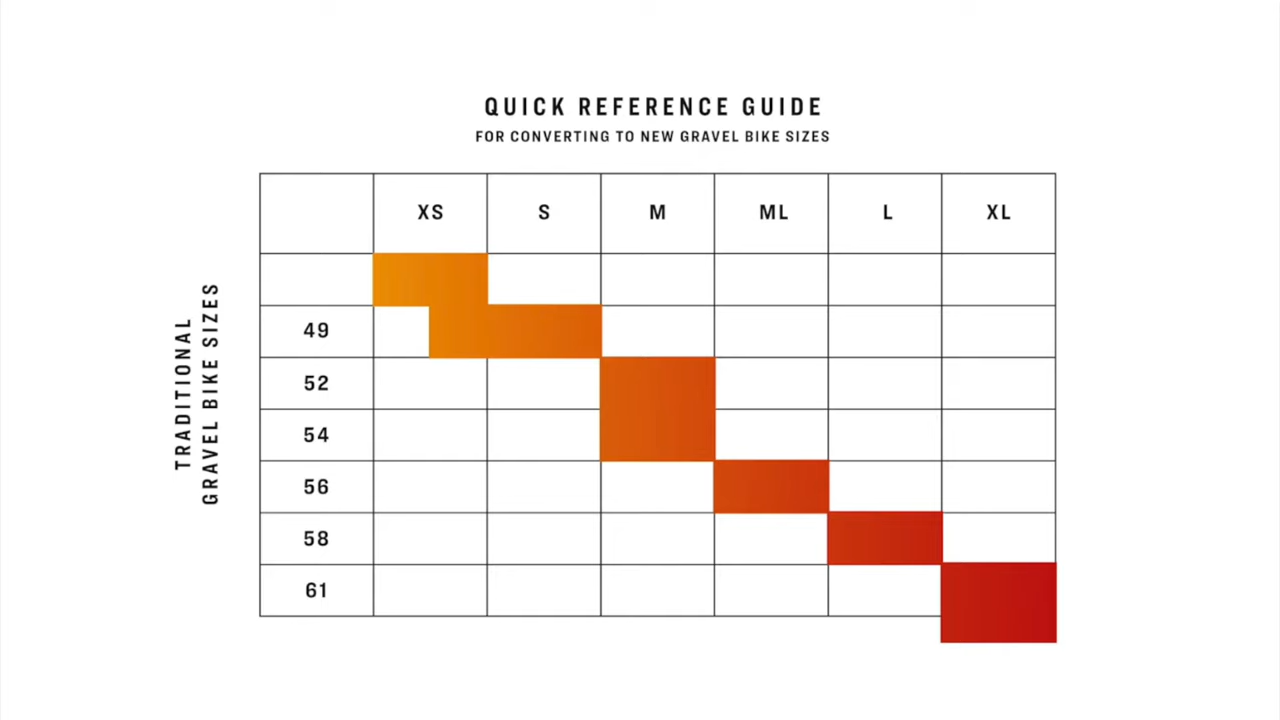 QUICK REFERENCE GUIDE
FOR CONVERTING TO NEW GRAVEL BIKE SIZES
XS S M ML L XL
TRADITIONAL
GRAVEL BIKE SIZES
49
52
54
56
58
61